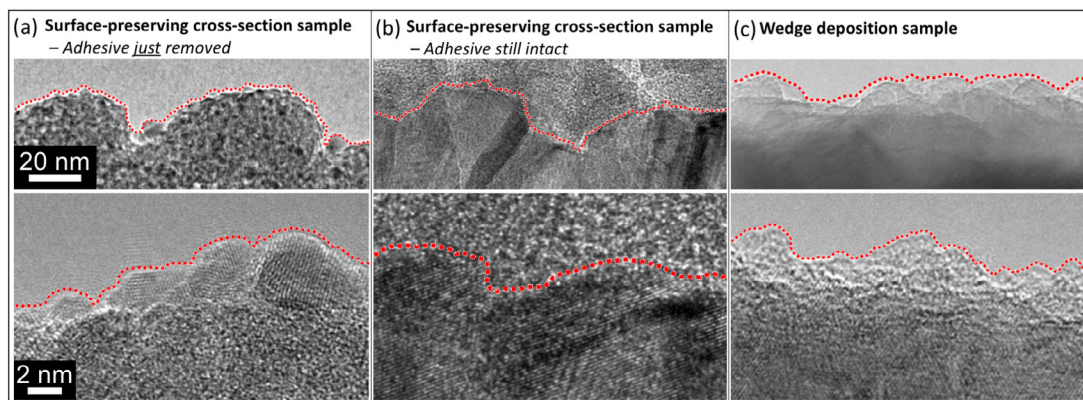 (a) Surface-preserving cross-section sample
– Adhesive just removed
(b) Surface-preserving cross-section sample
– Adhesive still intact
(c) Wedge deposition sample
20 nm
2 nm